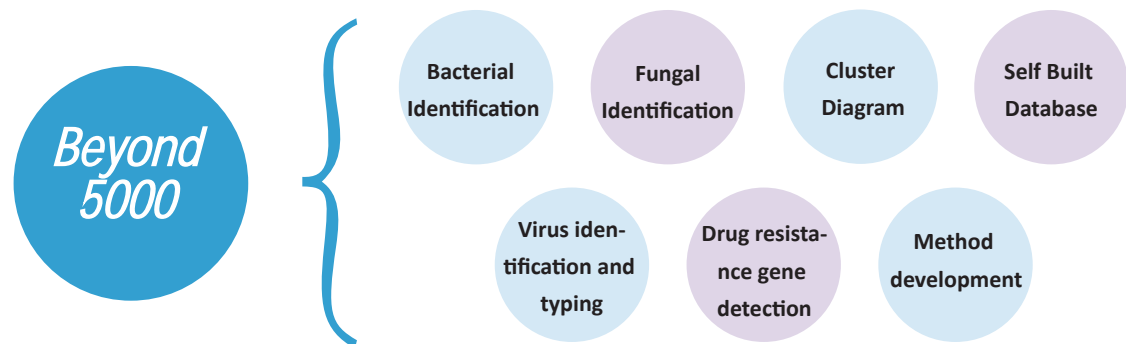 Beyond
5000
Bacterial
Identification
Fungal
Identification
Cluster
Diagram
Self Built
Database
Virus iden-
tification and
typing
Drug resista-
nce gene
detection
Method
development